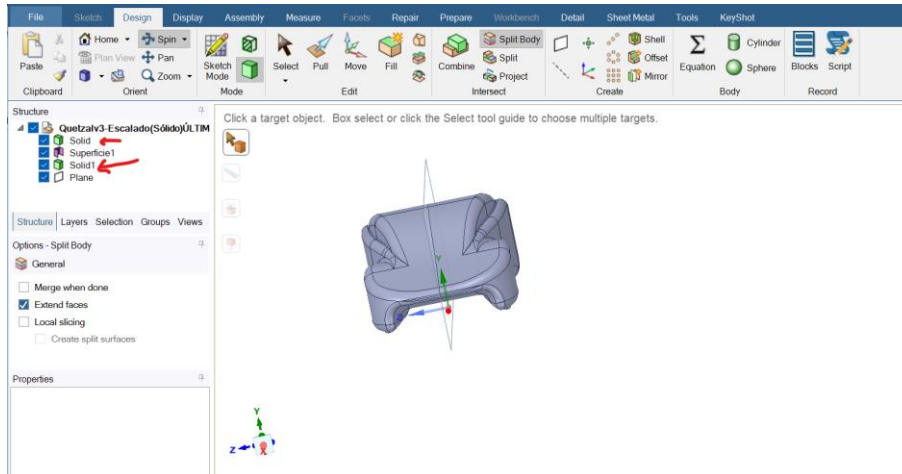 File Sketch Design Display Assembly Measure Facets Repair Prepare Workbench Detail Sheet Metal Tools KeyShot
Home Spin Split Body Shell Cylinder
Plan View Pan Split Offset
Paste Zoom Sketch Mode Select Pull Move Fill Combine Project Mirror Equation Sphere Blocks Script
Clipboard Orient Mode Edit Intersect Create Body Record
Structure
Click a target object. Box select or click the Select tool guide to choose multiple targets.
Quetzalv3-Escalado(Sólido)ÚLTIM
Solid
Superficie1
Solid1
Plane
Structure Layers Selection Groups Views
Options - Split Body
General
Merge when done
Extend faces
Local slicing
Create split surfaces
Properties
Y
Z
Y
Z X